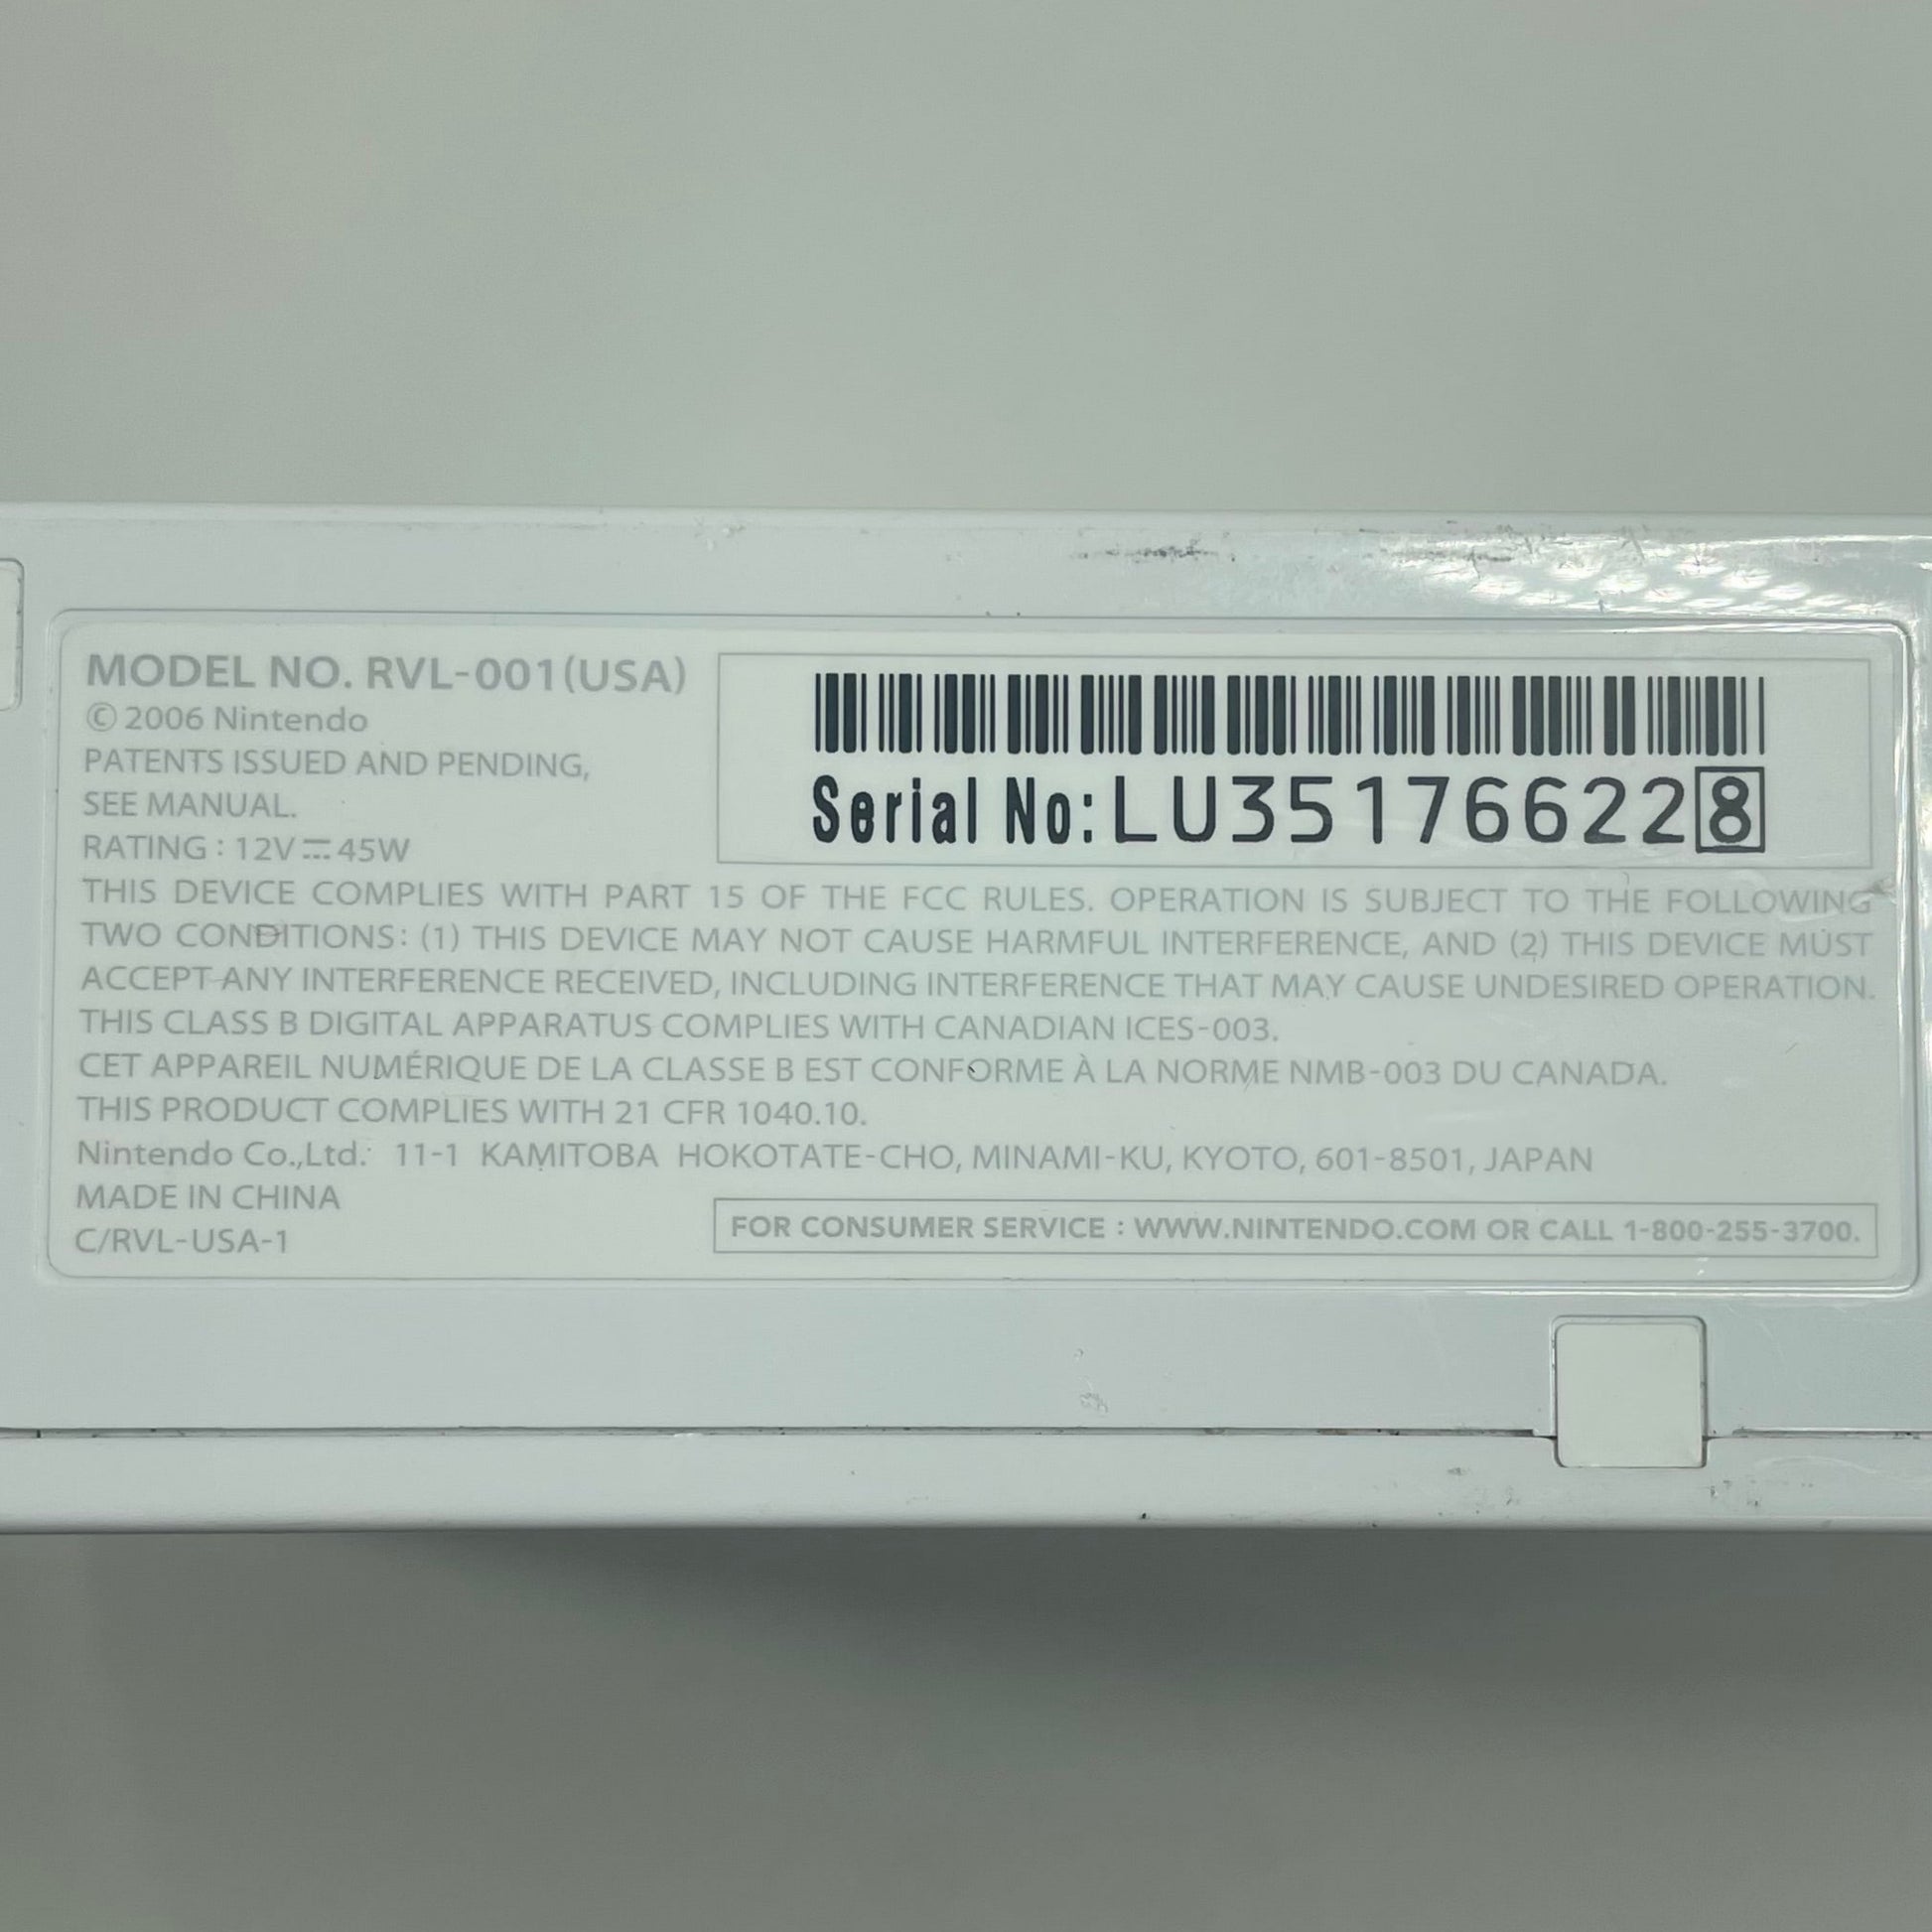 MODEL NO. RVL-001(USA)
© 2006 Nintendo
PATENTS ISSUED AND PENDING,
SEE MANUAL.
RATING : 12V⎓45W
Serial No:LU351766228
THIS DEVICE COMPLIES WITH PART 15 OF THE FCC RULES. OPERATION IS SUBJECT TO THE FOLLOWING
TWO CONDITIONS: (1) THIS DEVICE MAY NOT CAUSE HARMFUL INTERFERENCE, AND (2) THIS DEVICE MUST
ACCEPT ANY INTERFERENCE RECEIVED, INCLUDING INTERFERENCE THAT MAY CAUSE UNDESIRED OPERATION.
THIS CLASS B DIGITAL APPARATUS COMPLIES WITH CANADIAN ICES-003.
CET APPAREIL NUMÉRIQUE DE LA CLASSE B EST CONFORME À LA NORME NMB-003 DU CANADA.
THIS PRODUCT COMPLIES WITH 21 CFR 1040.10.
Nintendo Co.,Ltd. 11-1 KAMITOBA HOKOTATE-CHO, MINAMI-KU, KYOTO, 601-8501, JAPAN
MADE IN CHINA
C/RVL-USA-1
FOR CONSUMER SERVICE : WWW.NINTENDO.COM OR CALL 1-800-255-3700.